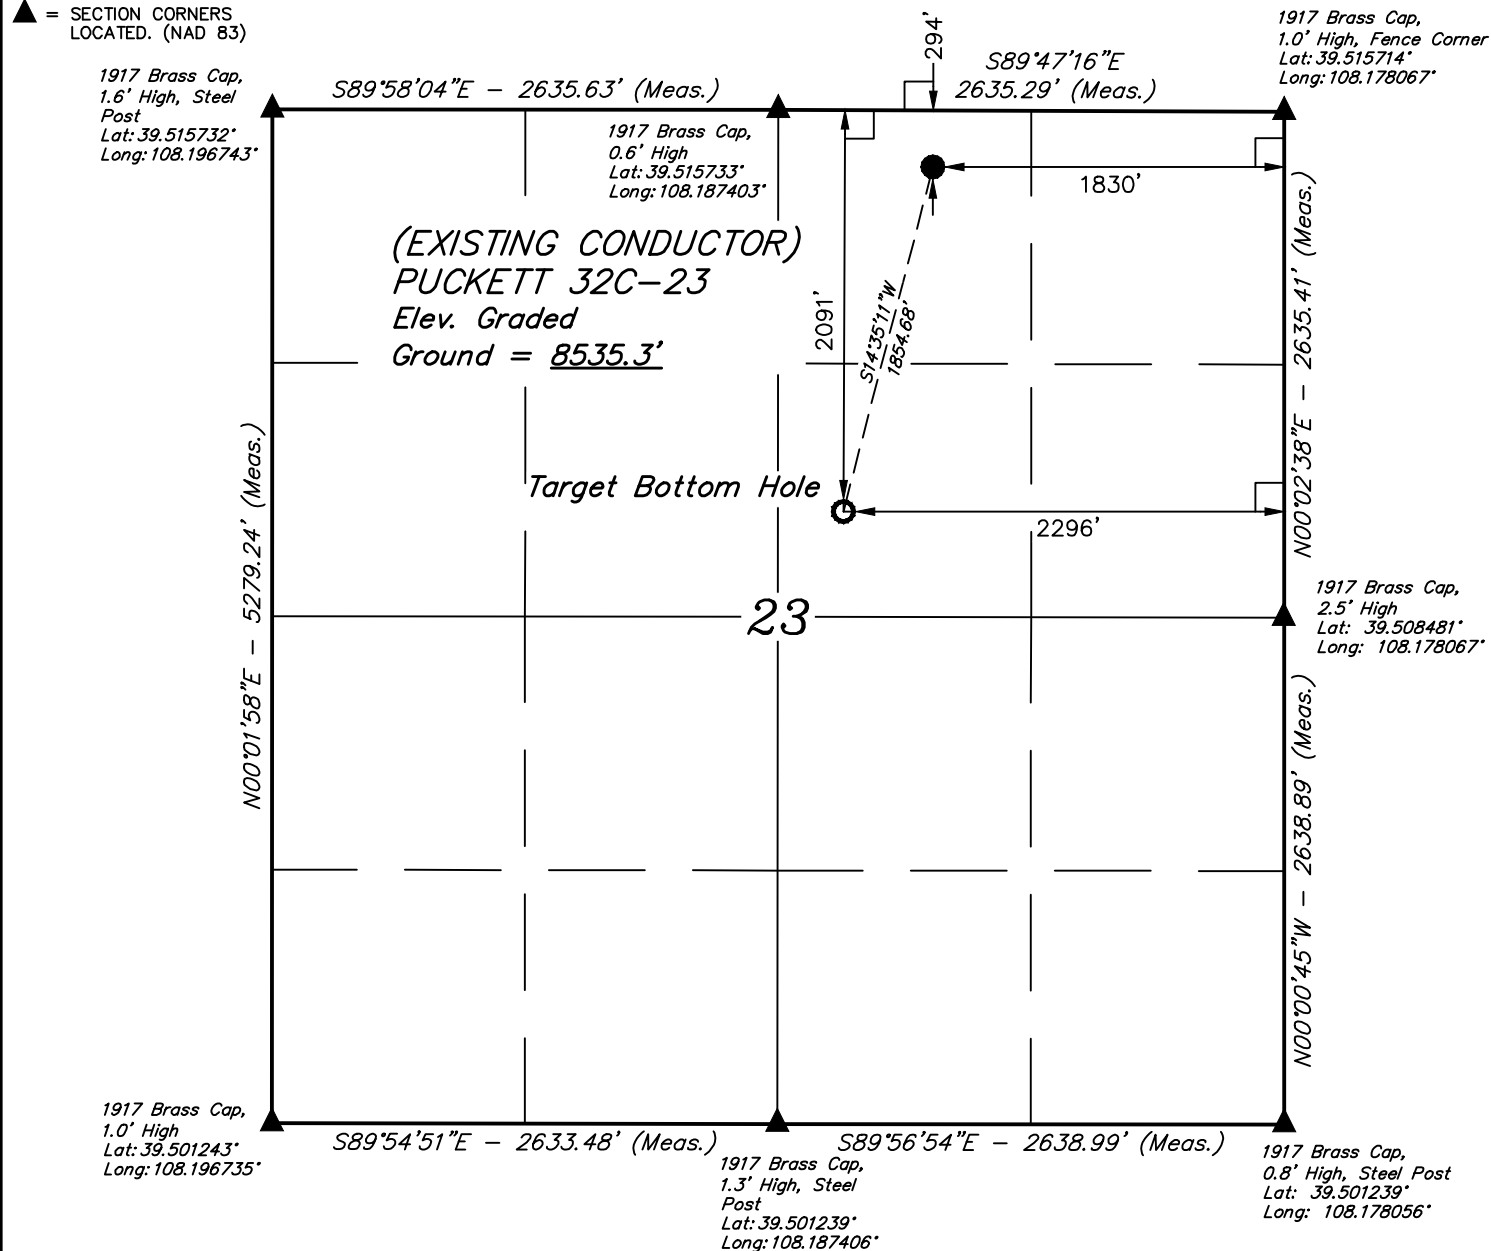 ▲ = SECTION CORNERS
LOCATED. (NAD 83)
1917 Brass Cap,
1.6' High, Steel
Post
Lat: 39.515732°
Long: 108.196743°
S89°58'04"E - 2635.63' (Meas.)
1917 Brass Cap,
0.6' High
Lat: 39.515733°
Long: 108.187403°
294'
S89°47'16"E
2635.29' (Meas.)
1917 Brass Cap,
1.0' High, Fence Corner
Lat: 39.515714°
Long: 108.178067°
1830'
(EXISTING CONDUCTOR)
PUCKETT 32C-23
Elev. Graded
Ground = 8535.3'
2091'
S14°35'11"W
1854.68'
N00°02'38"E - 2635.41' (Meas.)
Target Bottom Hole
2296'
N00°01'58"E - 5279.24' (Meas.)
23
1917 Brass Cap,
2.5' High
Lat: 39.508481°
Long: 108.178067°
N00°00'45"W - 2638.89' (Meas.)
1917 Brass Cap,
1.0' High
Lat: 39.501243°
Long: 108.196735°
S89°54'51"E - 2633.48' (Meas.)
1917 Brass Cap,
1.3' High, Steel
Post
Lat: 39.501239°
Long: 108.187406°
S89°56'54"E - 2638.99' (Meas.)
1917 Brass Cap,
0.8' High, Steel Post
Lat: 39.501239°
Long: 108.178056°